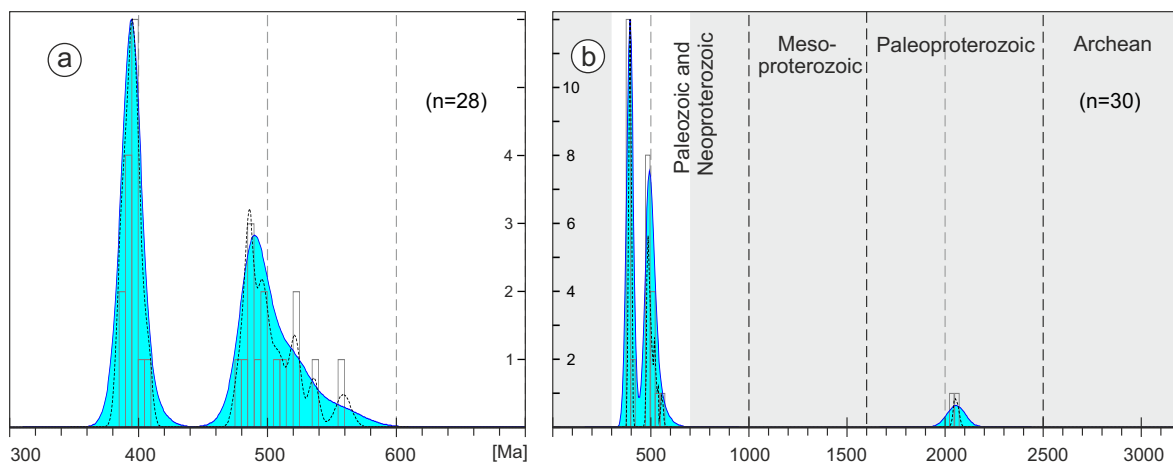 a
(n=28)
4
3
2
1
300
400
500
600
[Ma]
b
Paleozoic and
Neoproterozoic
Meso-
proterozoic
Paleoproterozoic
Archean
(n=30)
10
8
6
4
2
500
1000
1500
2000
2500
3000